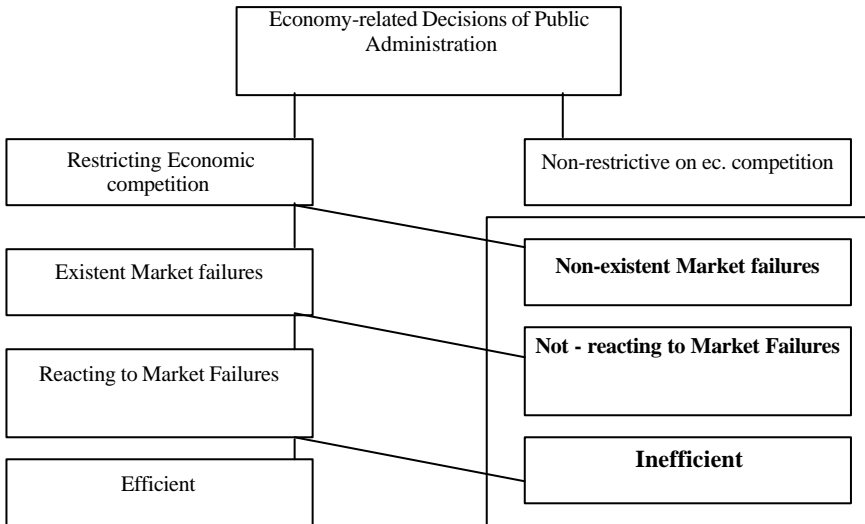 Economy-related Decisions of Public
Administration
Restricting Economic
competition
Non-restrictive on ec. competition
Existent Market failures
Non-existent Market failures
Reacting to Market Failures
Not - reacting to Market Failures
Efficient
Inefficient